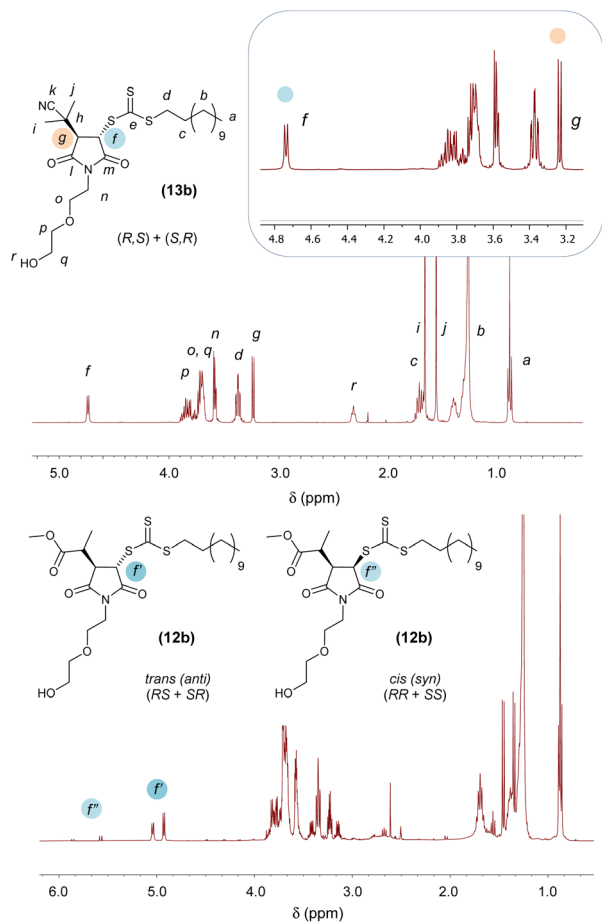 k
j
NC
i
h
g
S
S
S
e
f
d
b
a
c
9
O
O
l
m
N
n
o
O
p
q
r
HO
(13b)
(R,S) + (S,R)
f
g
4.8 4.6 4.4 4.2 4.0 3.8 3.6 3.4 3.2
f
p
o, q
n
d
g
r
c
i
j
b
a
5.0 4.0 3.0 2.0 1.0
δ (ppm)
O
O
S
S
S
9
f'
O
O
N
O
HO
(12b)
trans (anti)
(RS + SR)
O
O
S
S
S
9
f"
O
O
N
O
HO
(12b)
cis (syn)
(RR + SS)
f"
f'
6.0 5.0 4.0 3.0 2.0 1.0
δ (ppm)